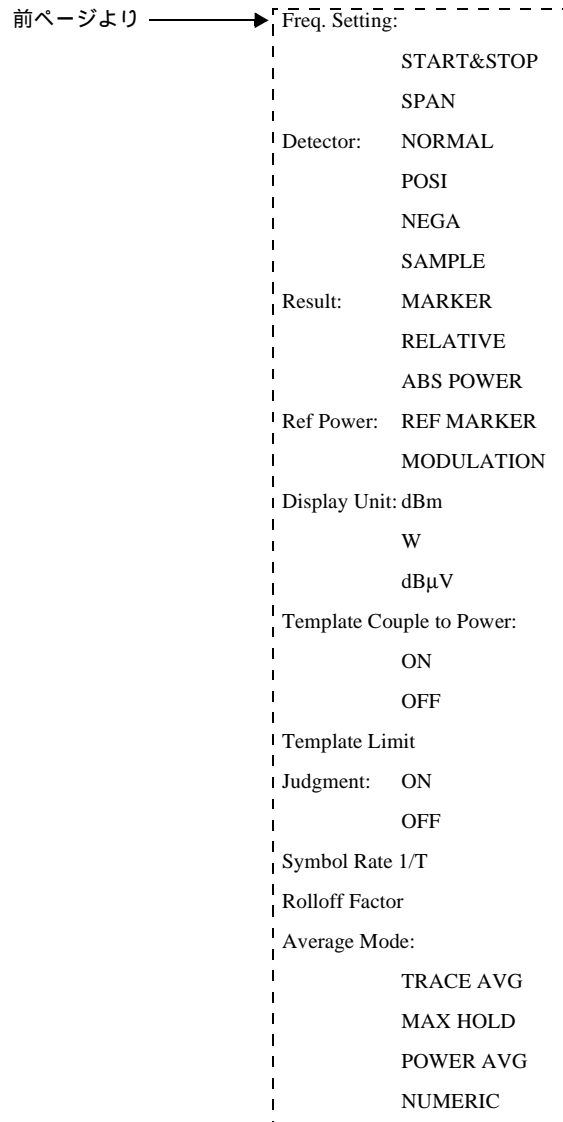 前ページより Freq. Setting:
START&STOP
SPAN
Detector: NORMAL
POSI
NEGA
SAMPLE
Result: MARKER
RELATIVE
ABS POWER
Ref Power: REF MARKER
MODULATION
Display Unit: dBm
W
dBμV
Template Couple to Power:
ON
OFF
Template Limit
Judgment: ON
OFF
Symbol Rate 1/T
Rolloff Factor
Average Mode:
TRACE AVG
MAX HOLD
POWER AVG
NUMERIC